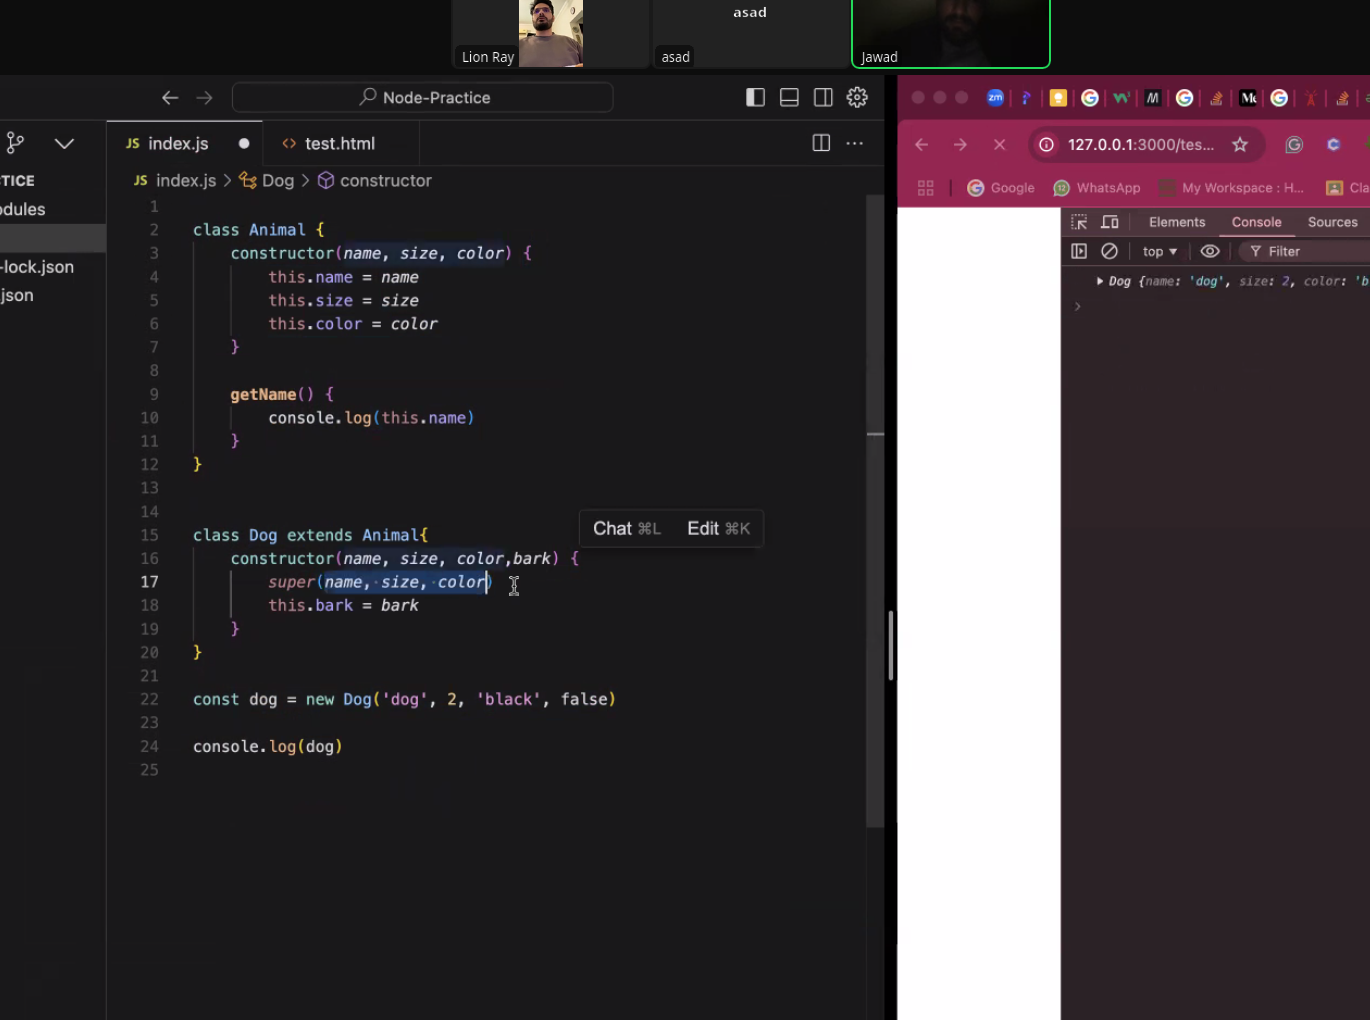 asad
Lion Ray
asad
Jawad
Node-Practice
JS index.js
<> test.html
JS index.js > Dog > constructor
1
2 class Animal {
3 constructor(name, size, color) {
4 this.name = name
5 this.size = size
6 this.color = color
7 }
8
9 getName() {
10 console.log(this.name)
11 }
12 }
13
14
15 class Dog extends Animal{
16 constructor(name, size, color,bark) {
17 super(name, size, color)
18 this.bark = bark
19 }
20 }
21
22 const dog = new Dog('dog', 2, 'black', false)
23
24 console.log(dog)
25
Chat ⌘L Edit ⌘K
TICE
odules
-lock.json
json
127.0.0.1:3000/tes...
Google
WhatsApp
My Workspace : H...
Cla
Elements Console Sources
top ▾ Filter
▸ Dog {name: 'dog', size: 2, color: 'b
>